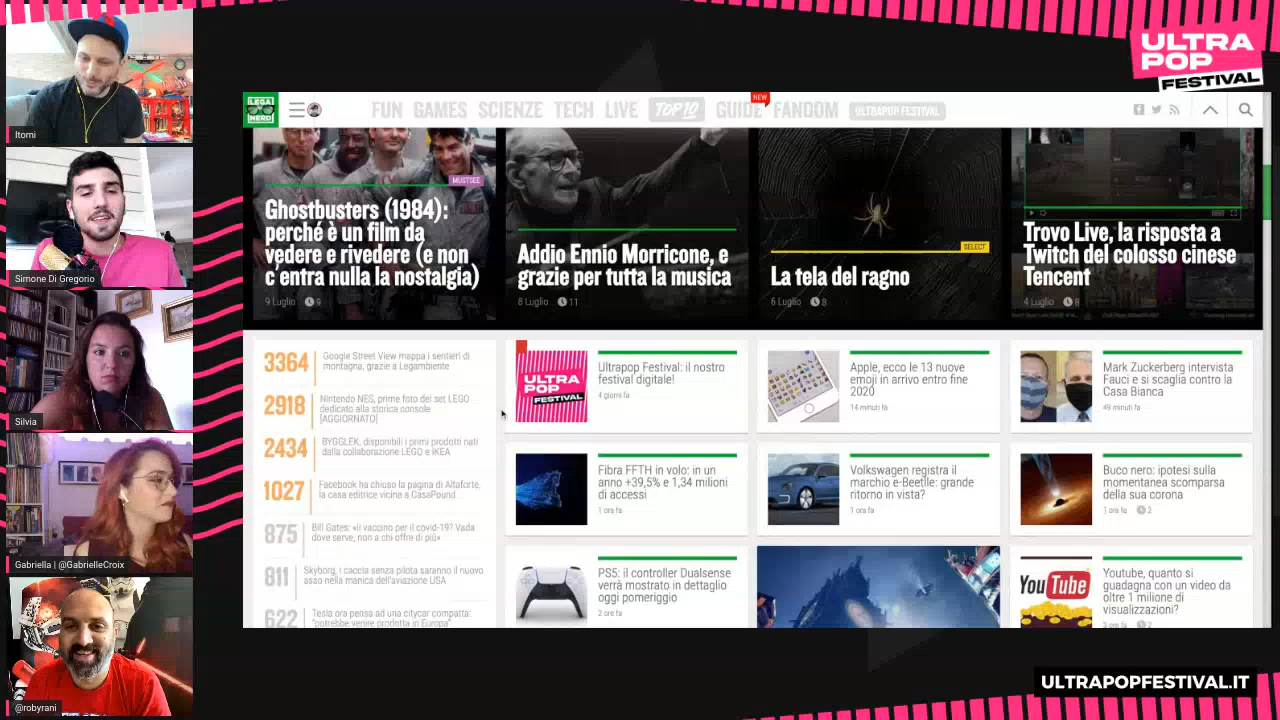 ULTRA
POP
FESTIVAL
Itomi
Simone Di Gregorio
Silvia
Gabriella | @GabrielleCroix
@robyrani
LEGA
NERD
FUN GAMES SCIENZE TECH LIVE TOP10 GUIDE NEW FANDOM ULTRAPOP FESTIVAL
MUSTSEE
Ghostbusters (1984):
perché è un film da
vedere e rivedere (e non
c'entra nulla la nostalgia)
9 Luglio 9
Addio Ennio Morricone, e
grazie per tutta la musica
8 Luglio 11
SELECT
La tela del ragno
6 Luglio 8
Trovo Live, la risposta a
Twitch del colosso cinese
Tencent
4 Luglio 8
3364 Google Street View mappa i sentieri di
montagna, grazie a Legambiente
2918 Nintendo NES, prime foto del set LEGO
dedicato alla storica console
[AGGIORNATO]
2434 BYGGLEK, disponibili i primi prodotti nati
dalla collaborazione LEGO e IKEA
1027 Facebook ha chiuso la pagina di Altaforte,
la casa editrice vicina a CasaPound
875 Bill Gates: «il vaccino per il covid-19? Vada
dove serve, non a chi offre di più»
811 Skyborg, i caccia senza pilota saranno il nuovo
asso nella manica dell'aviazione USA
622 Tesla ora pensa ad una citycar compatta:
"potrebbe venire prodotta in Europa"
ULTRA
POP
FESTIVAL
Ultrapop Festival: il nostro
festival digitale!
4 giorni fa
Apple, ecco le 13 nuove
emoji in arrivo entro fine
2020
14 minuti fa
Mark Zuckerberg intervista
Fauci e si scaglia contro la
Casa Bianca
49 minuti fa
Fibra FFTH in volo: in un
anno +39,5% e 1,34 milioni
di accessi
1 ora fa
Volkswagen registra il
marchio e-Beetlle: grande
ritorno in vista?
1 ora fa
Buco nero: ipotesi sulla
momentanea scomparsa
della sua corona
1 ora fa 2
PS5: il controller Dualsense
verrà mostrato in dettaglio
oggi pomeriggio
2 ore fa
YouTube
Youtube, quanto si
guadagna con un video da
oltre 1 milione di
visualizzazioni?
3 ore fa 2
ULTRAPOPFESTIVAL.IT